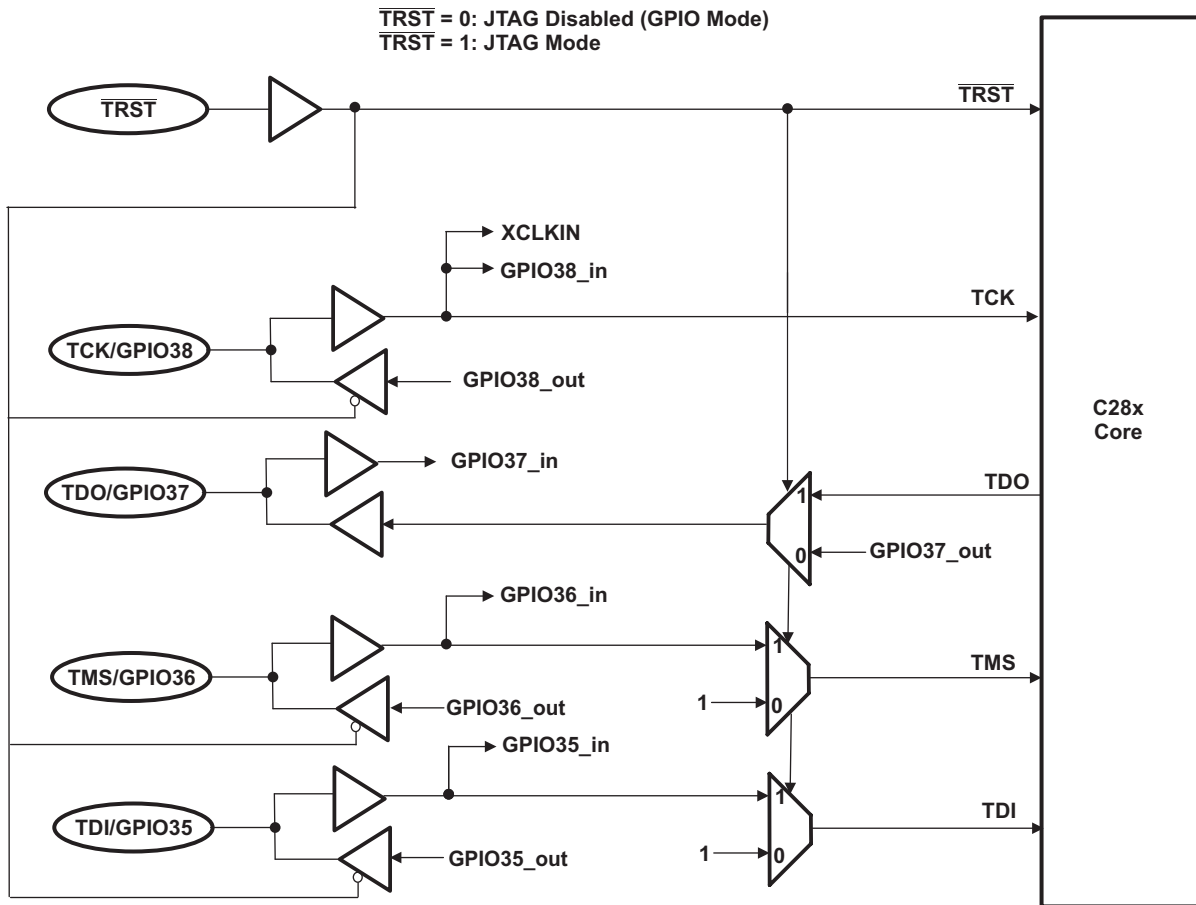 TRST = 0: JTAG Disabled (GPIO Mode)
TRST = 1: JTAG Mode
TRST
TRST
XCLKIN
GPIO38_in
TCK
TCK/GPIO38
GPIO38_out
C28x
Core
GPIO37_in
TDO/GPIO37
TDO
1
0
GPIO37_out
GPIO36_in
1
TMS/GPIO36
TMS
GPIO36_out
1
0
GPIO35_in
1
TDI/GPIO35
TDI
GPIO35_out
1
0